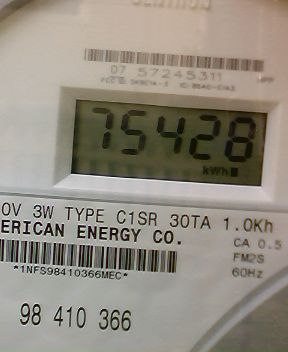 CENTRON
07 57245311
75428
kWh
0V 3W TYPE C1SR 30TA 1.0Kh
ERICAN ENERGY CO.
CA 0.5
*1NFS98410366MEC*
FM2S
60Hz
98 410 366